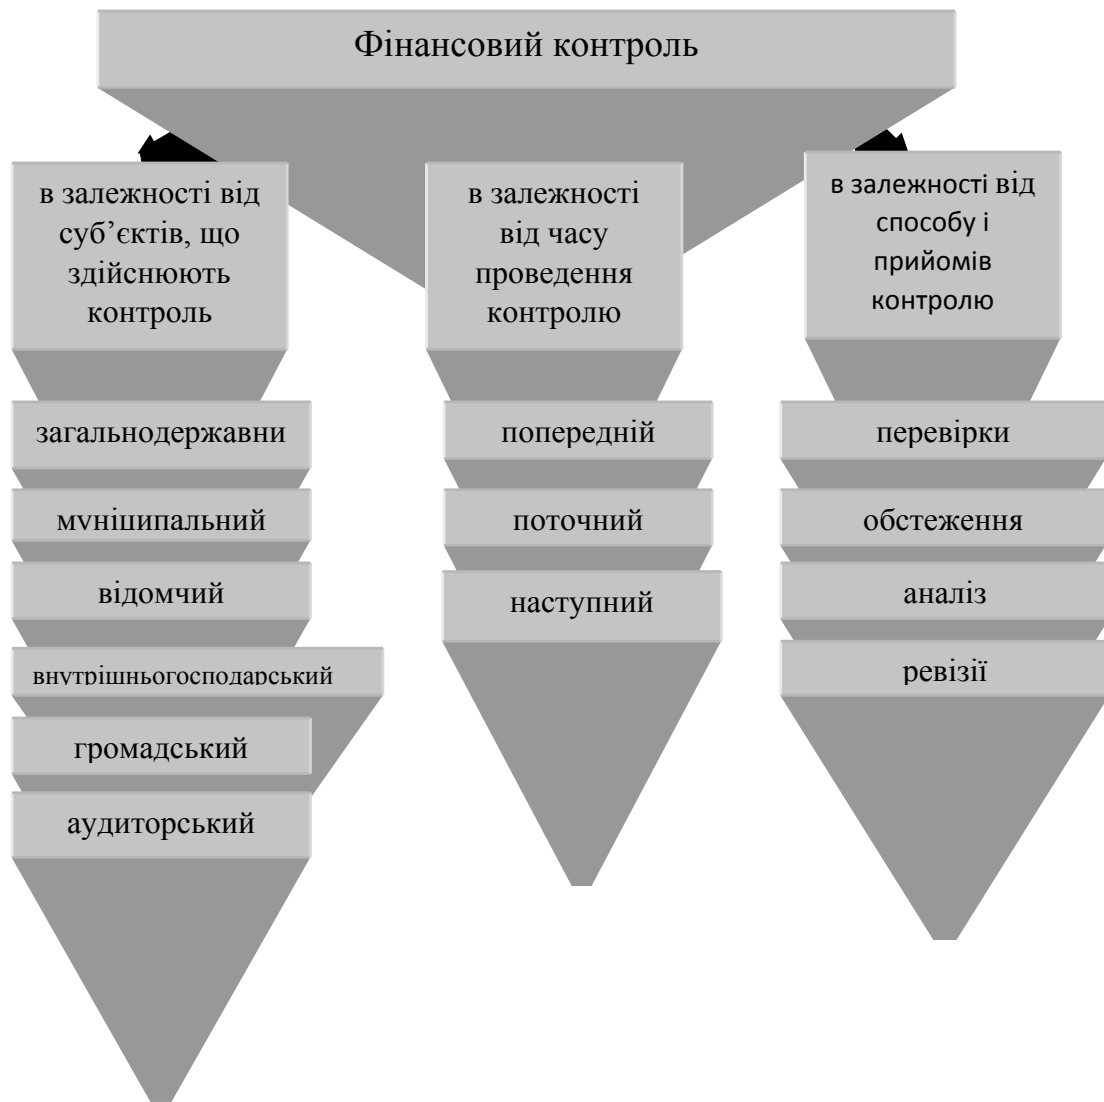 Фінансовий контроль
в залежності від
суб’єктів, що
здійснюють
контроль
в залежності
від часу
проведення
контролю
в залежності від
способу і
прийомів
контролю
загальнодержавни
муніципальний
відомчий
внутрішньогосподарський
громадський
аудиторський
попередній
поточний
наступний
перевірки
обстеження
аналіз
ревізії